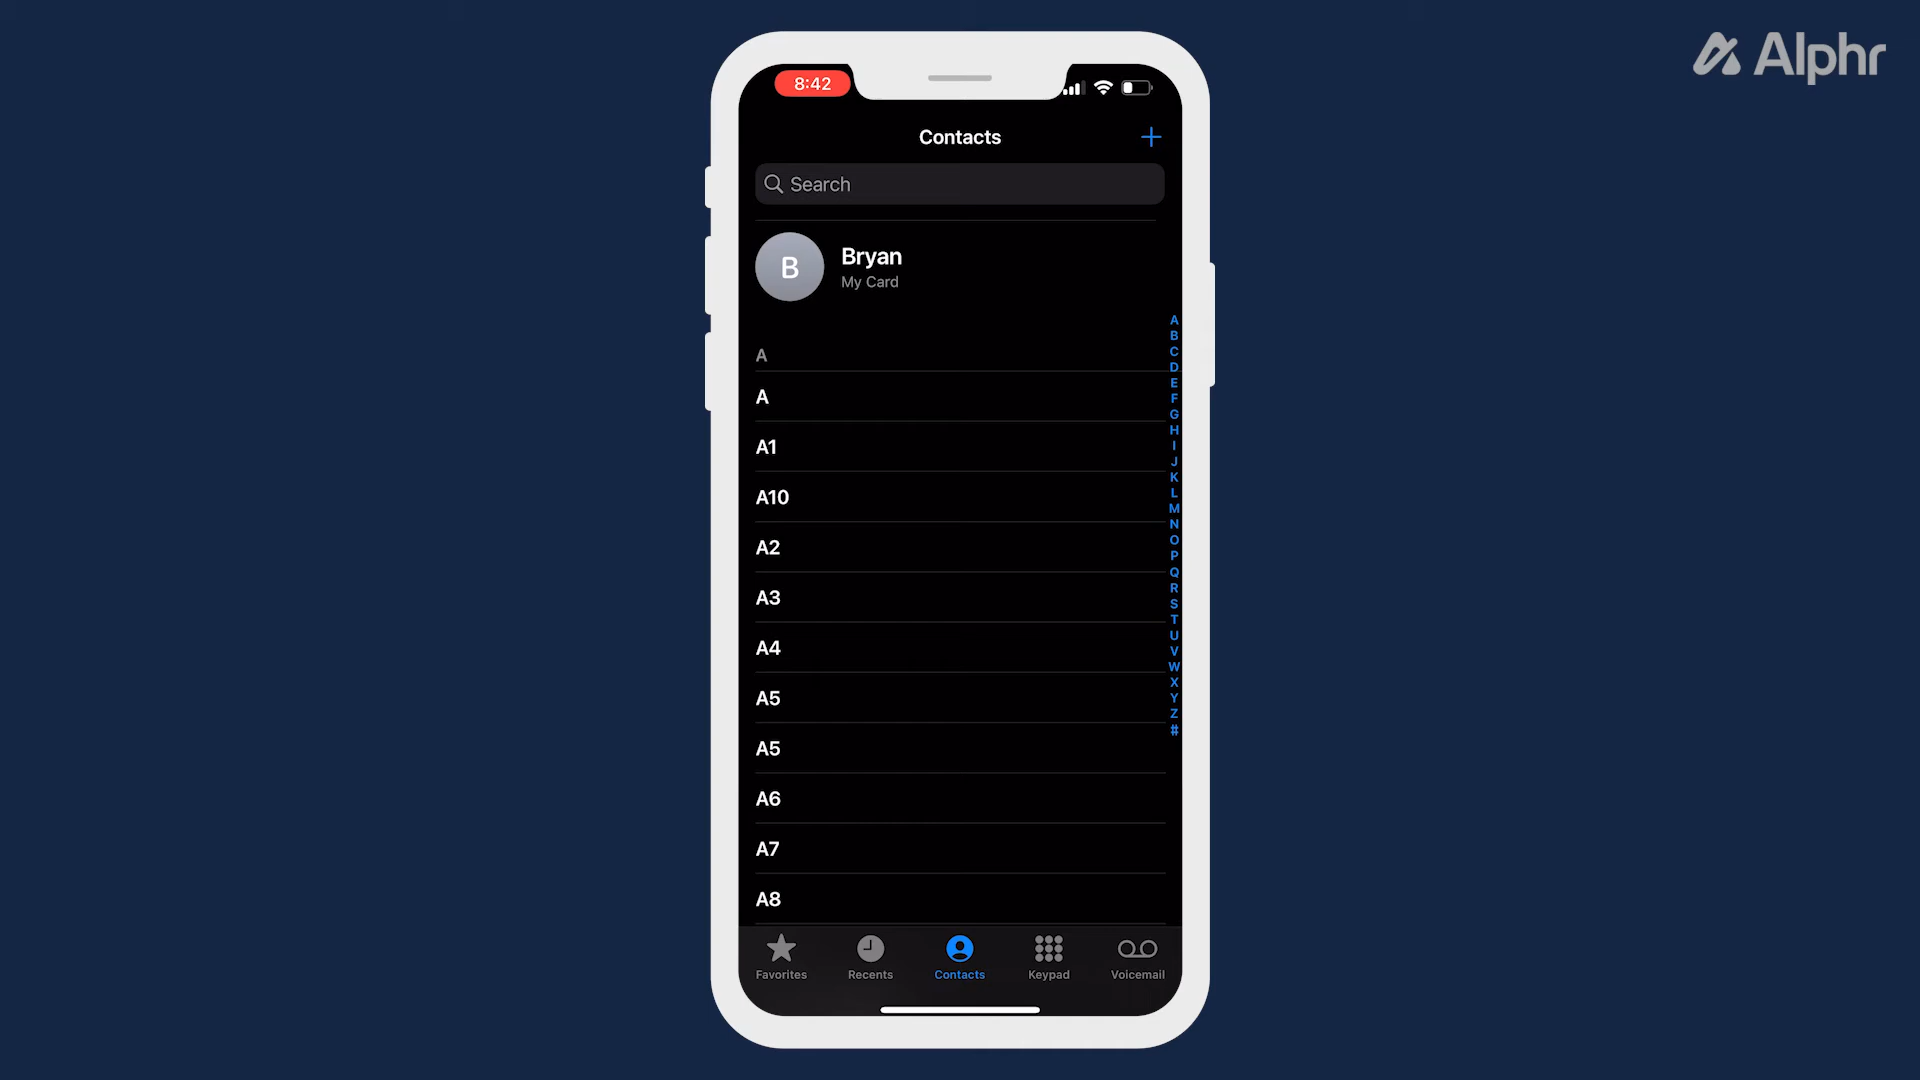 Alphr
8:42
Contacts
Search
B
Bryan
My Card
A
A
A1
A10
A2
A3
A4
A5
A5
A6
A7
A8
A
B
C
D
E
F
G
H
I
J
K
L
M
N
O
P
Q
R
S
T
U
V
W
X
Y
Z
#
Favorites
Recents
Contacts
Keypad
Voicemail